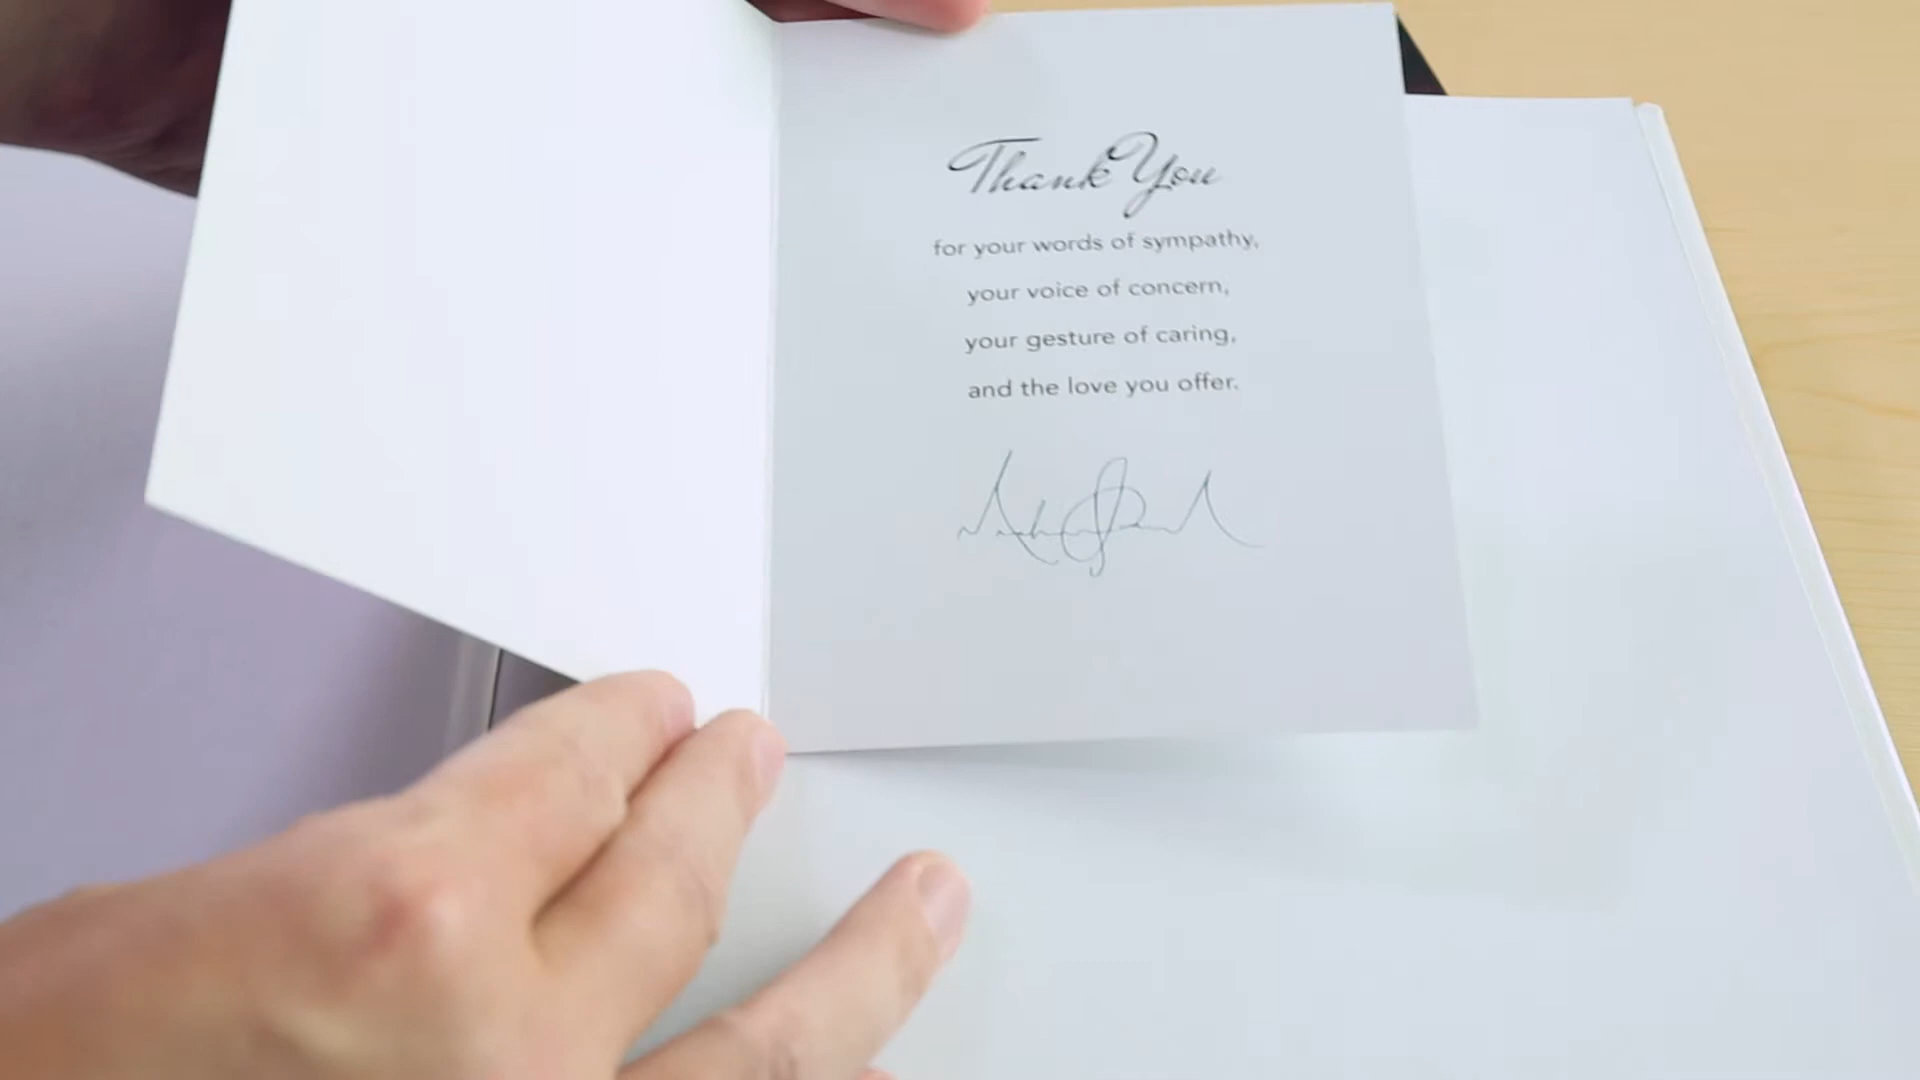 Thank You
for your words of sympathy,
your voice of concern,
your gesture of caring,
and the love you offer.